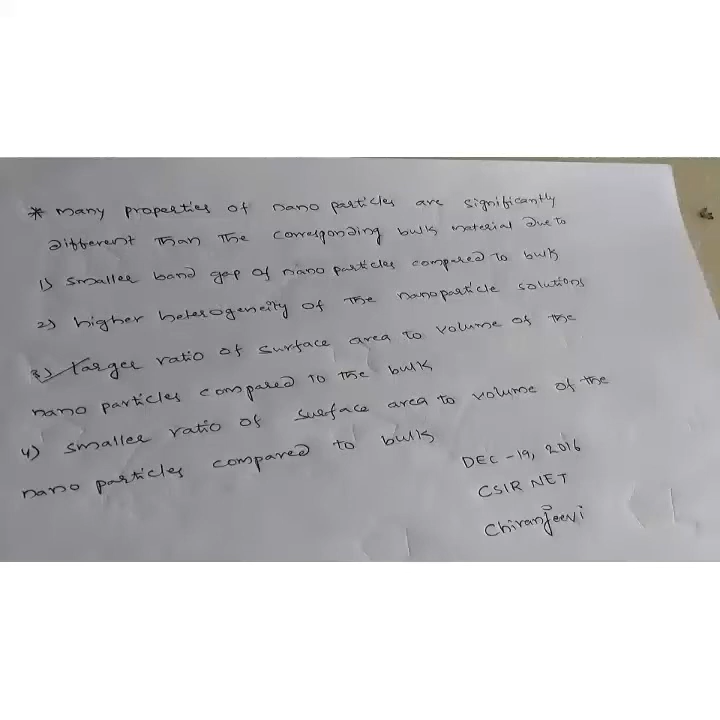 * Many properties of nano particles are significantly
different than the corresponding bulk material due to
1) smaller band gap of nano particles compared to bulk
2) higher heterogeneity of the nanoparticle solutions
3) larger ratio of surface area to volume of the
nano particles compared to the bulk
4) smaller ratio of surface area to volume of the
nano particles compared to bulk
DEC-19, 2016
CSIR NET
Chiranjeevi